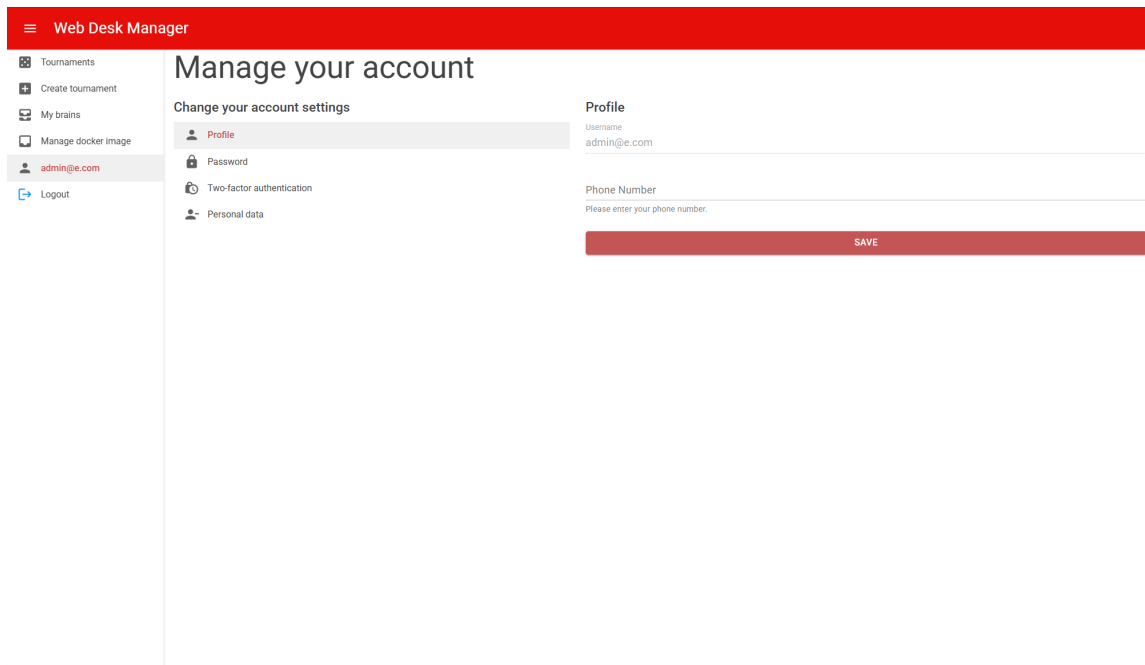 Web Desk Manager
Tournaments
Create tournament
My brains
Manage docker image
admin@e.com
Logout
Manage your account
Change your account settings
Profile
Password
Two-factor authentication
Personal data
Profile
Username
admin@e.com
Phone Number
Please enter your phone number.
SAVE